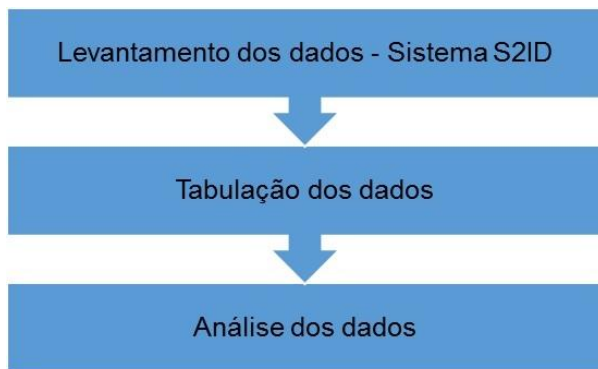 Levantamento dos dados - Sistema S2ID
Tabulação dos dados
Análise dos dados